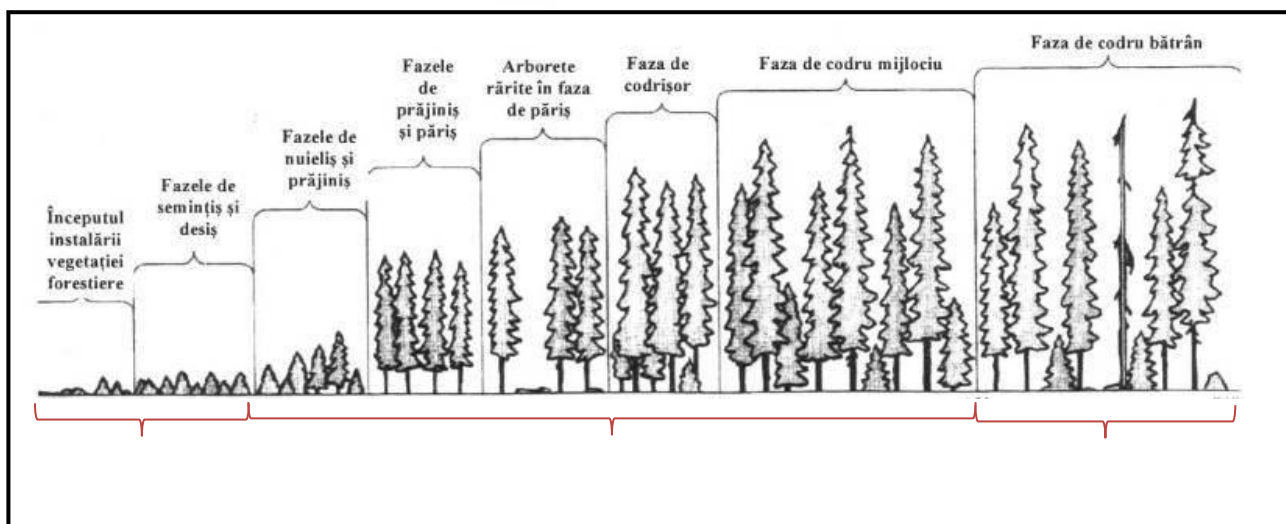 Începutul
instalării
vegetației
forestiere
Fazele de
semințiș și
desiș
Fazele de
nuieliș și
prăjiniș
Fazele
de
prăjiniș
și păriș
Arborete
rărite în faza
de păriș
Faza de
codrișor
Faza de codru mijlociu
Faza de codru bătrân